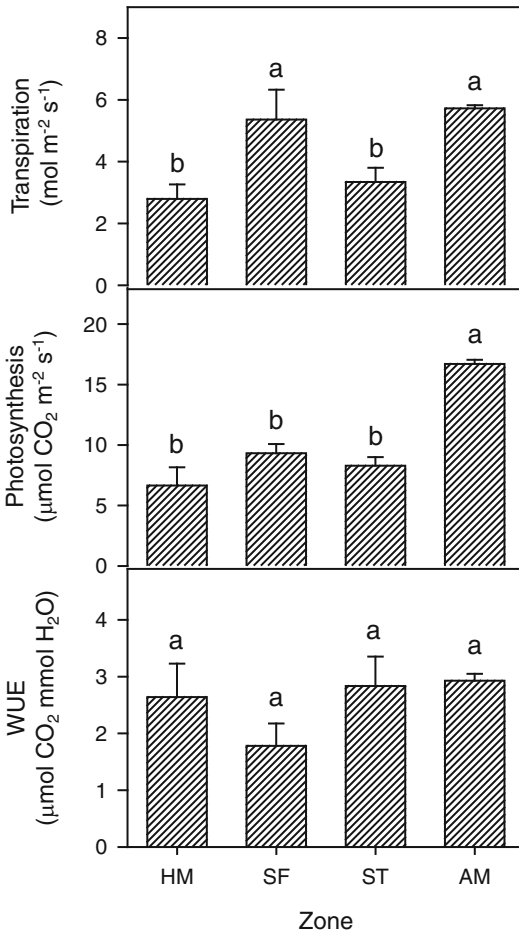 Transpiration
(mol m⁻² s⁻¹)
8
6
4
2
0
b
a
b
a
Photosynthesis
(μmol CO₂ m⁻² s⁻¹)
20
15
10
5
0
b
b
b
a
WUE
(μmol CO₂ mmol H₂O)
4
3
2
1
0
a
a
a
a
HM SF ST AM
Zone